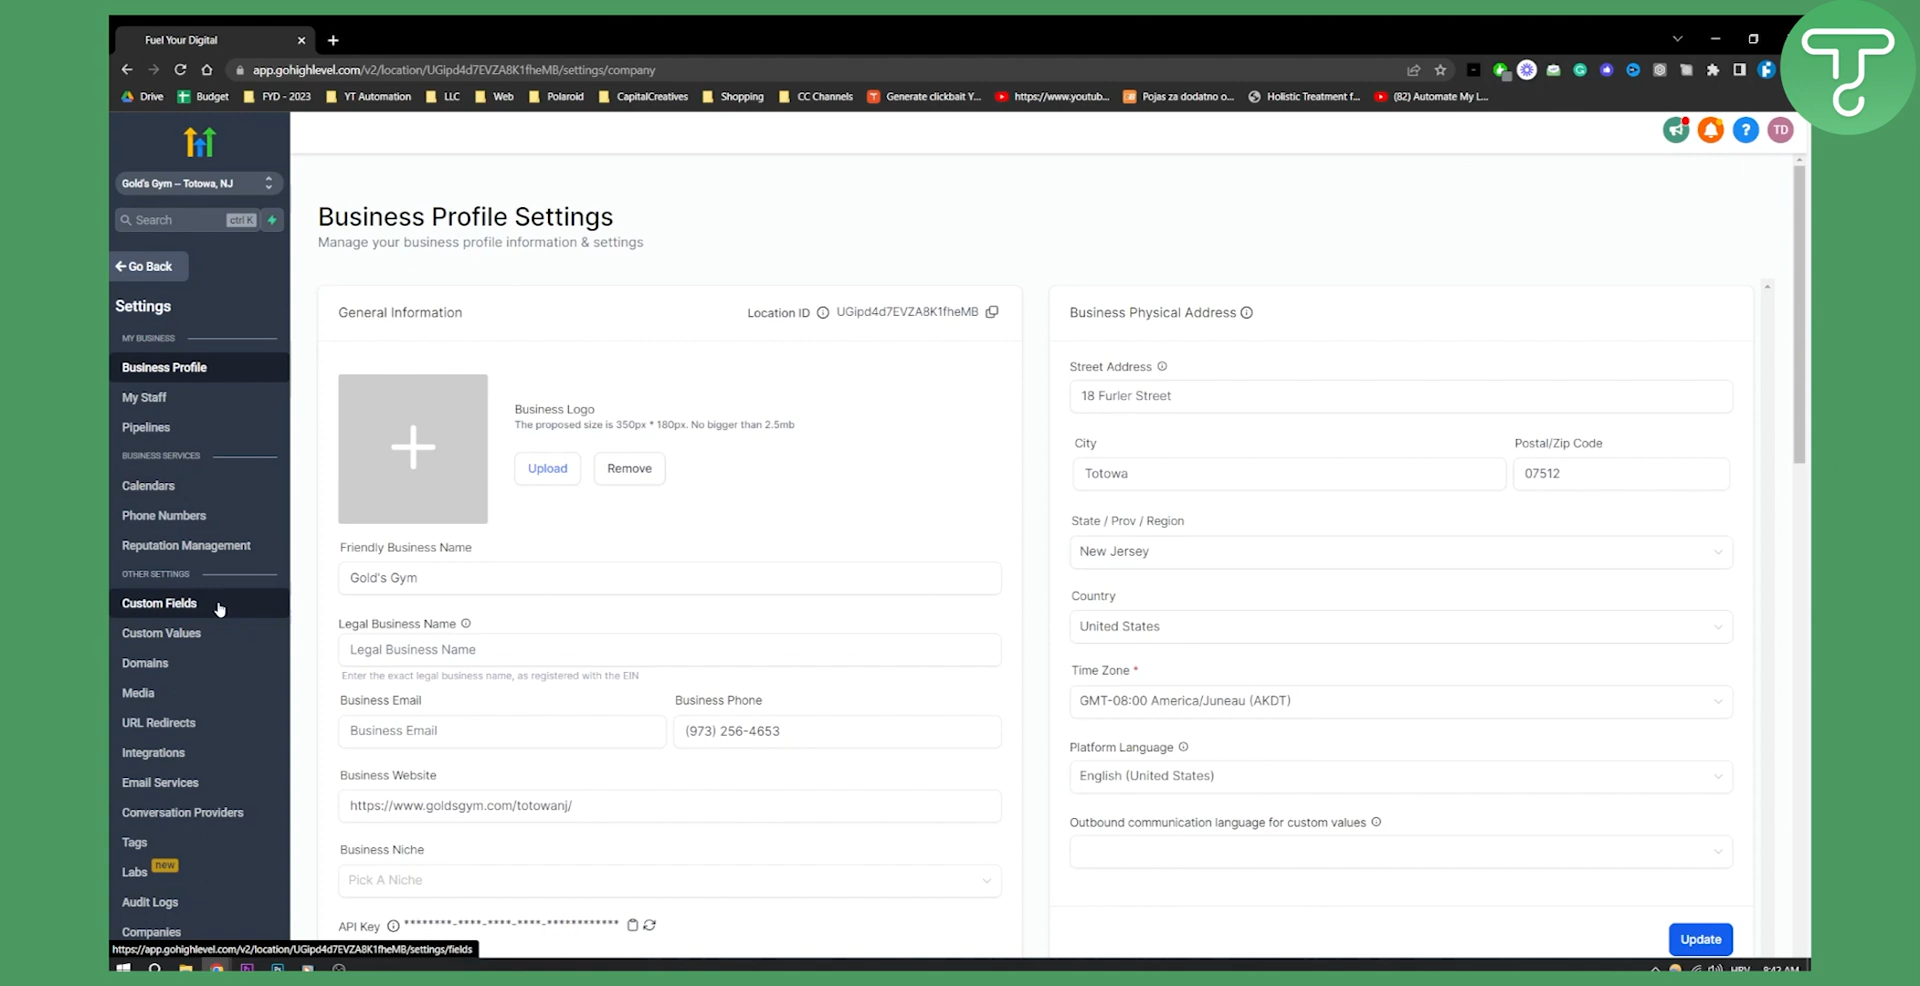 Fuel Your Digital
app.gohighlevel.com/v2/location/UGipd4d7EVZA8K1fheMB/settings/company
Drive
Budget
FYD - 2023
YT Automation
LLC
Web
Polaroid
CapitalCreatives
Shopping
CC Channels
Generate clickbait Y...
https://www.youtub...
Pojas za dodatno o...
Holistic Treatment f...
(82) Automate My L...
TD
Gold's Gym -- Totowa, NJ
Search
ctrl K
Go Back
Settings
MY BUSINESS
Business Profile
My Staff
Pipelines
BUSINESS SERVICES
Calendars
Phone Numbers
Reputation Management
OTHER SETTINGS
Custom Fields
Custom Values
Domains
Media
URL Redirects
Integrations
Email Services
Conversation Providers
Tags
Labs new
Audit Logs
Companies
https://app.gohighlevel.com/v2/location/UGipd4d7EVZA8K1fheMB/settings/fields
Business Profile Settings
Manage your business profile information & settings
General Information
Location ID UGipd4d7EVZA8K1fheMB
Business Logo
The proposed size is 350px * 180px. No bigger than 2.5mb
Upload
Remove
Friendly Business Name
Gold's Gym
Legal Business Name
Legal Business Name
Enter the exact legal business name, as registered with the EIN
Business Email
Business Phone
Business Email
(973) 256-4653
Business Website
https://www.goldsgym.com/totowanj/
Business Niche
Pick A Niche
API Key ********-****-****-****-************
Business Physical Address
Street Address
18 Furler Street
City
Postal/Zip Code
Totowa
07512
State / Prov / Region
New Jersey
Country
United States
Time Zone *
GMT-08:00 America/Juneau (AKDT)
Platform Language
English (United States)
Outbound communication language for custom values
Update
HRV
8:42 AM